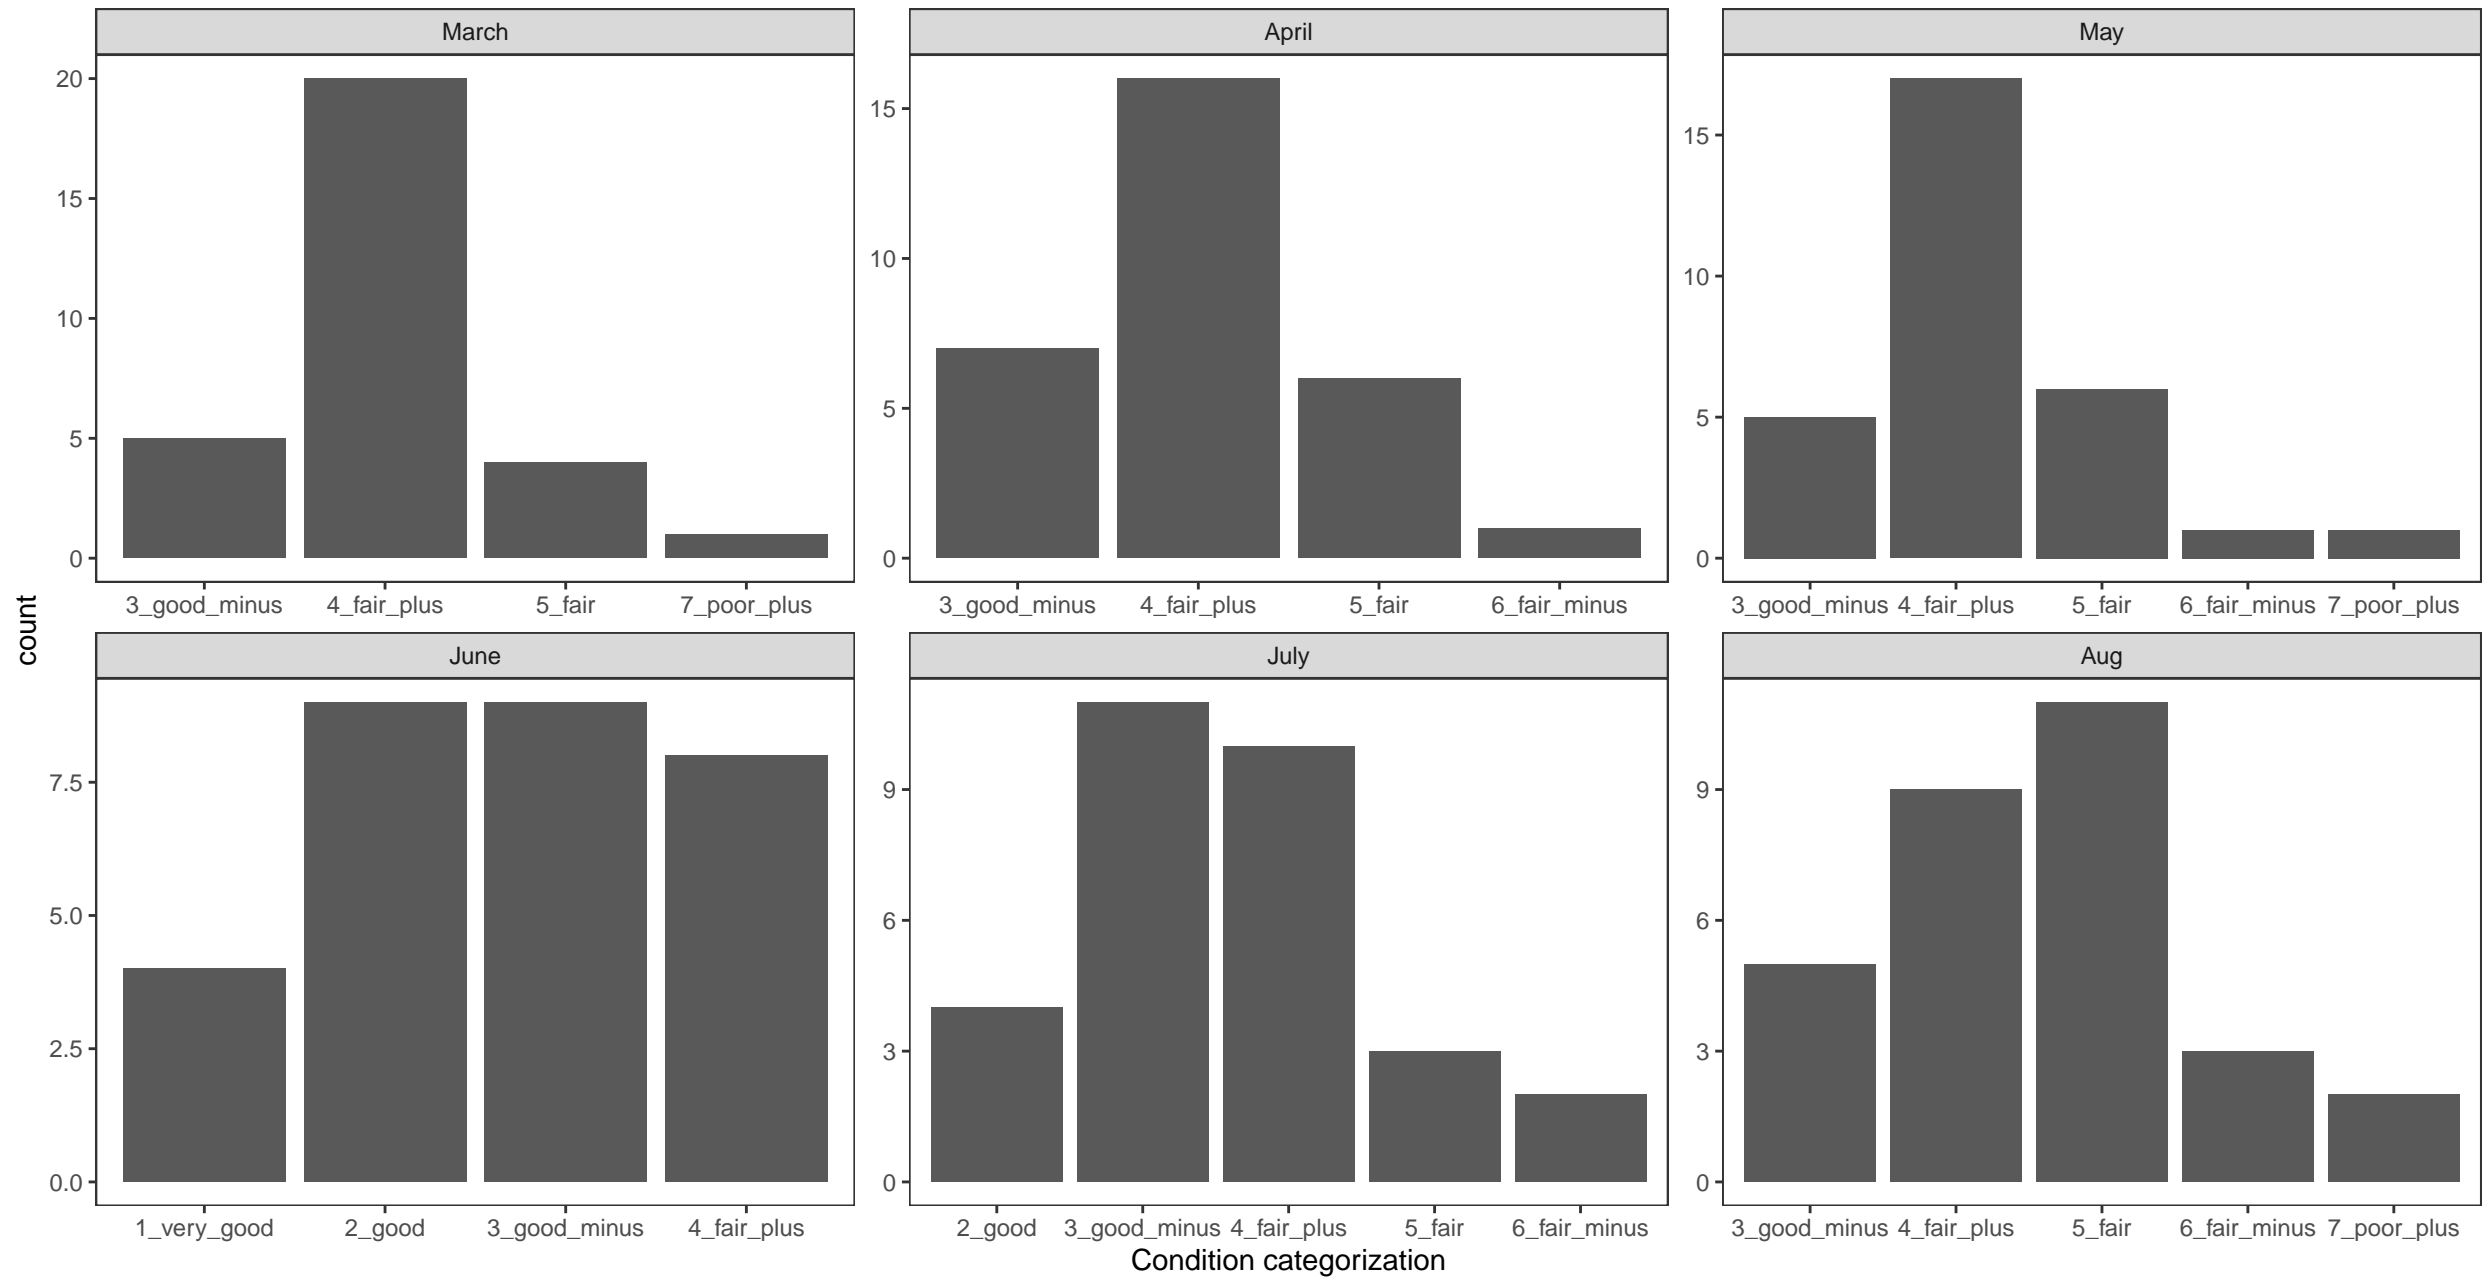 March
April
May
20
15
10
5
0
15
10
5
0
15
10
5
0
3_good_minus 4_fair_plus 5_fair 7_poor_plus
3_good_minus 4_fair_plus 5_fair 6_fair_minus
3_good_minus 4_fair_plus 5_fair 6_fair_minus 7_poor_plus
count
June
July
Aug
7.5
5.0
2.5
0.0
9
6
3
0
9
6
3
0
1_very_good 2_good 3_good_minus 4_fair_plus
2_good 3_good_minus 4_fair_plus 5_fair 6_fair_minus
3_good_minus 4_fair_plus 5_fair 6_fair_minus 7_poor_plus
Condition categorization